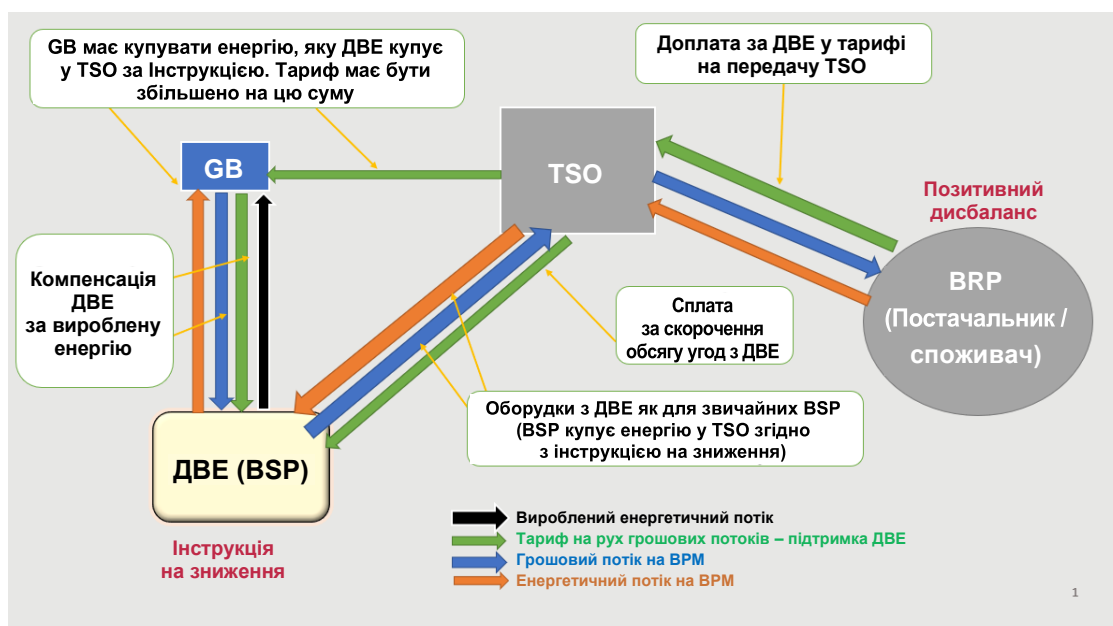 GB має купувати енергію, яку ДВЕ купує
у TSO за Інструкцією. Тариф має бути
збільшено на цю суму
Доплата за ДВЕ у тарифі
на передачу TSO
GB
TSO
Позитивний
дисбаланс
Компенсація
ДВЕ
за вироблену
енергію
BRP
(Постачальник /
споживач)
Сплата
за скорочення
обсягу угод з ДВЕ
Оборудки з ДВЕ як для звичайних BSP
(BSP купує енергію у TSO згідно
з інструкцією на зниження)
ДВЕ (BSP)
Інструкція
на зниження
Вироблений енергетичний потік
Тариф на рух грошових потоків – підтримка ДВЕ
Грошовий потік на BPM
Енергетичний потік на BPM
1